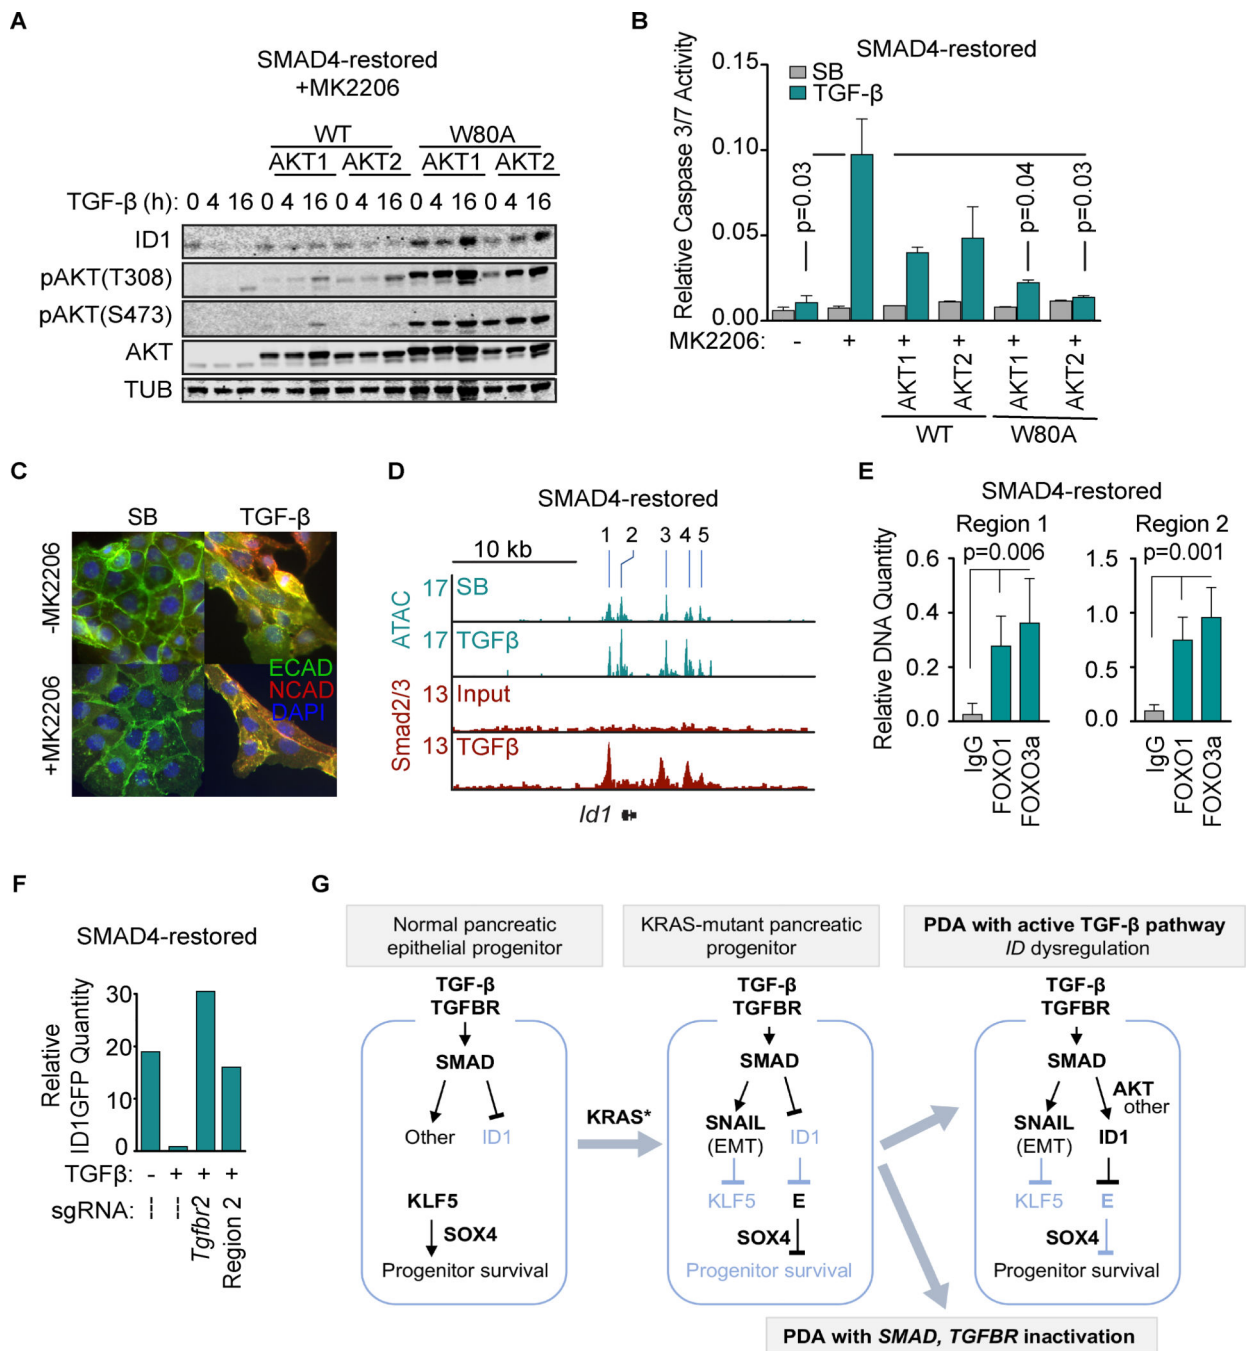 A
SMAD4-restored
+MK2206
WT W80A
AKT1 AKT2 AKT1 AKT2
TGF-β (h): 0 4 16 0 4 16 0 4 16 0 4 16 0 4 16
ID1
pAKT(T308)
pAKT(S473)
AKT
TUB
B
SMAD4-restored
SB
TGF-β
Relative Caspase 3/7 Activity
0.15
0.10
0.05
0.00
p=0.03
p=0.04
p=0.03
MK2206: - + + + + +
AKT1 AKT2 AKT1 AKT2
WT W80A
C
SB TGF-β
-MK2206
+MK2206
ECAD
NCAD
DAPI
D
SMAD4-restored
10 kb
1 2 3 4 5
ATAC
17 SB
17 TGFβ
Smad2/3
13 Input
13 TGFβ
Id1
E
SMAD4-restored
Region 1 Region 2
p=0.006 p=0.001
Relative DNA Quantity
0.6
0.4
0.2
0.0
1.5
1.0
0.5
0.0
IgG FOXO1 FOXO3a
IgG FOXO1 FOXO3a
F
SMAD4-restored
Relative
ID1GFP Quantity
30
20
10
0
TGFβ: - + + +
sgRNA: Tgfbr2 Region 2
G
Normal pancreatic
epithelial progenitor
TGF-β
TGFBR
SMAD
Other ID1
KLF5
SOX4
Progenitor survival
KRAS*
KRAS-mutant pancreatic
progenitor
TGF-β
TGFBR
SMAD
SNAIL ID1
(EMT)
KLF5 E
SOX4
Progenitor survival
PDA with active TGF-β pathway
ID dysregulation
TGF-β
TGFBR
SMAD
AKT
other
SNAIL ID1
(EMT)
KLF5 E
SOX4
Progenitor survival
PDA with SMAD, TGFBR inactivation